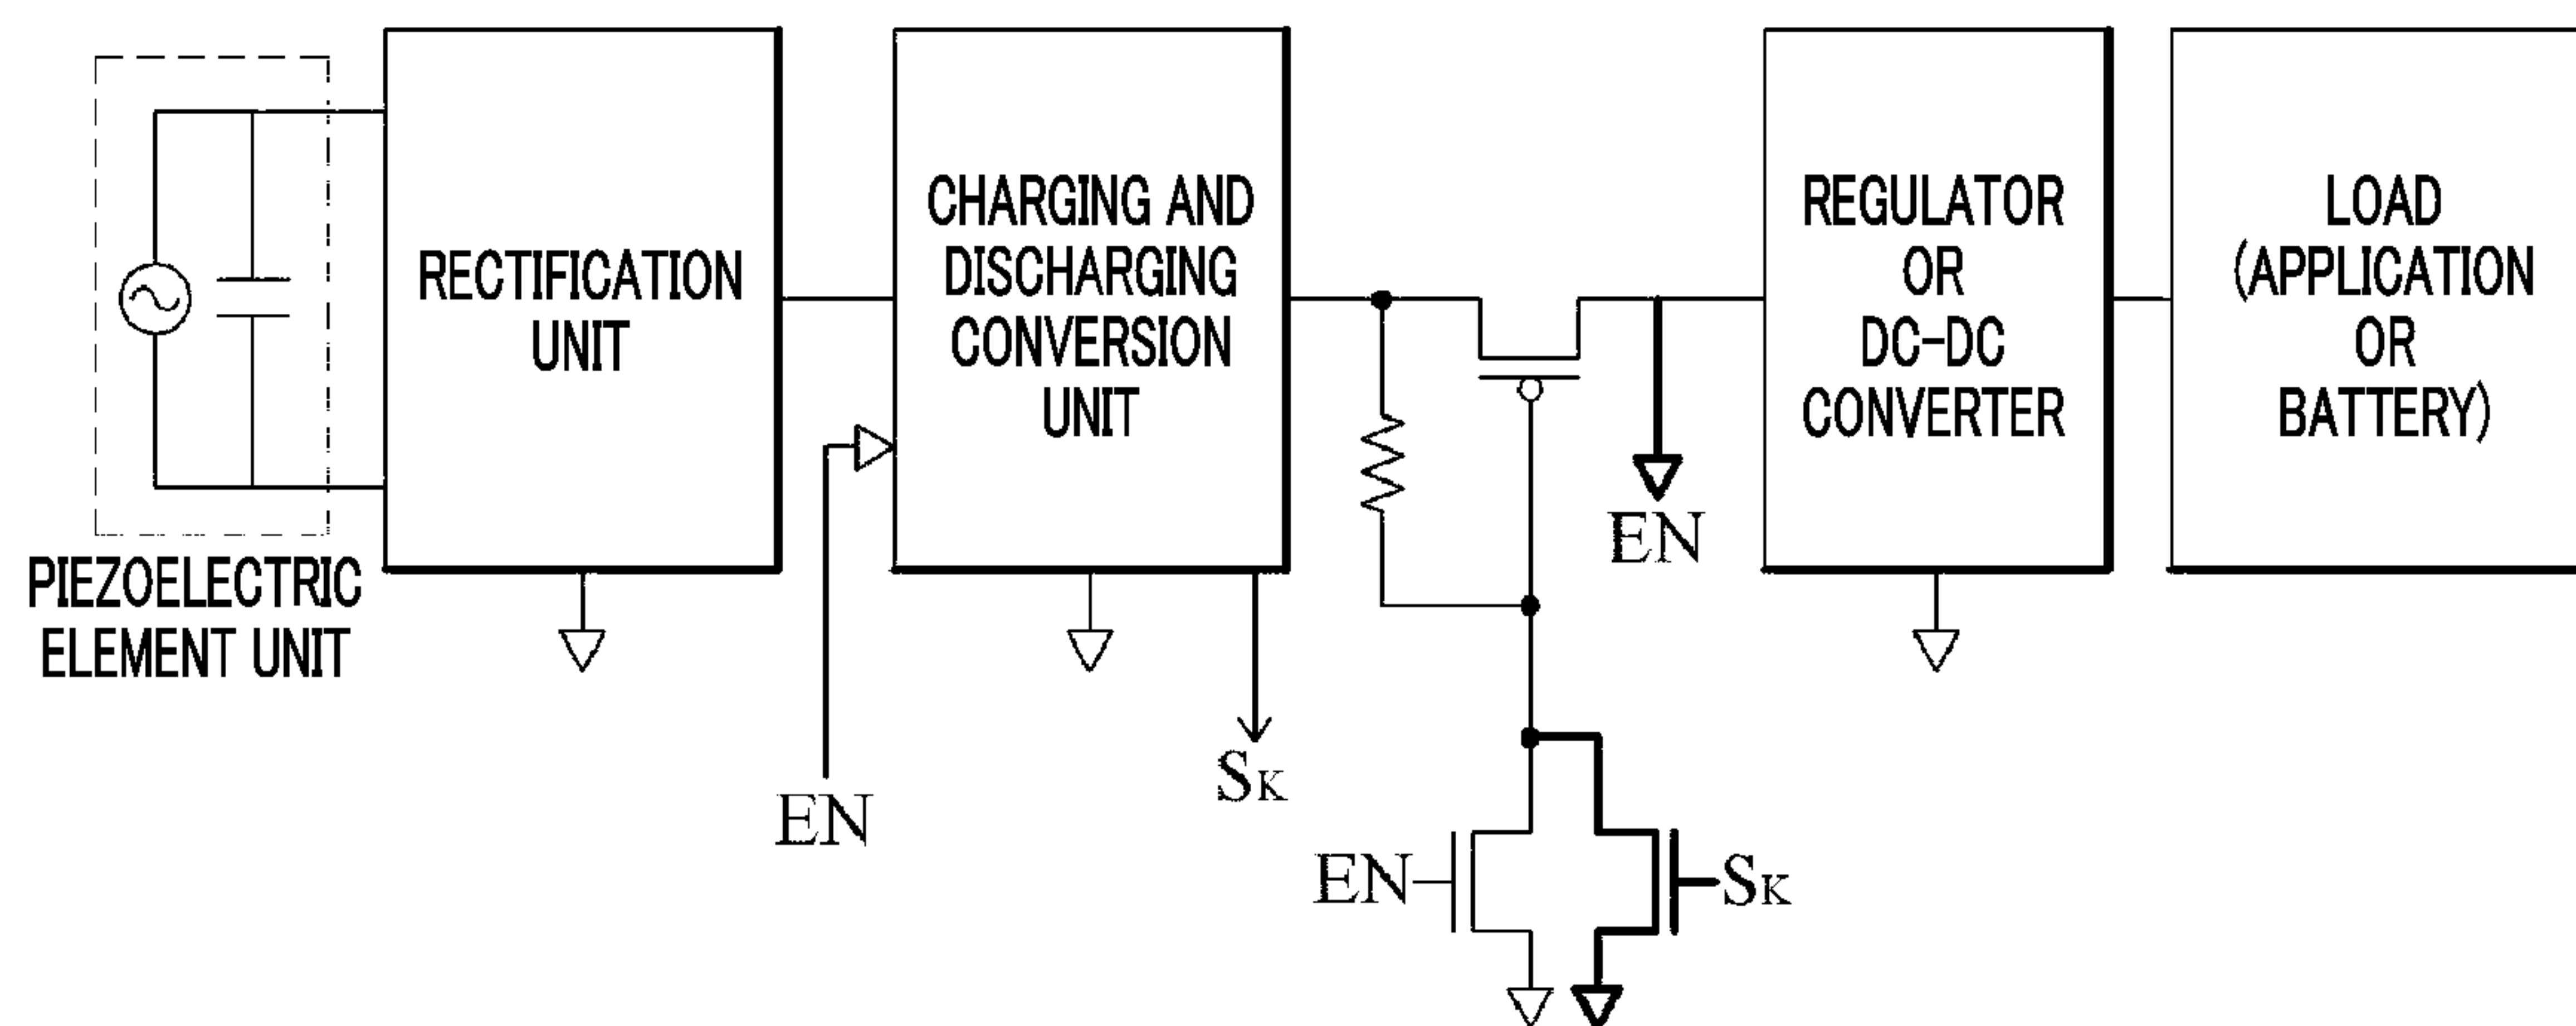 PIEZOELECTRIC
ELEMENT UNIT
RECTIFICATION
UNIT
CHARGING AND
DISCHARGING
CONVERSION
UNIT
EN
SK
EN
EN
SK
REGULATOR
OR
DC-DC
CONVERTER
LOAD
(APPLICATION
OR
BATTERY)